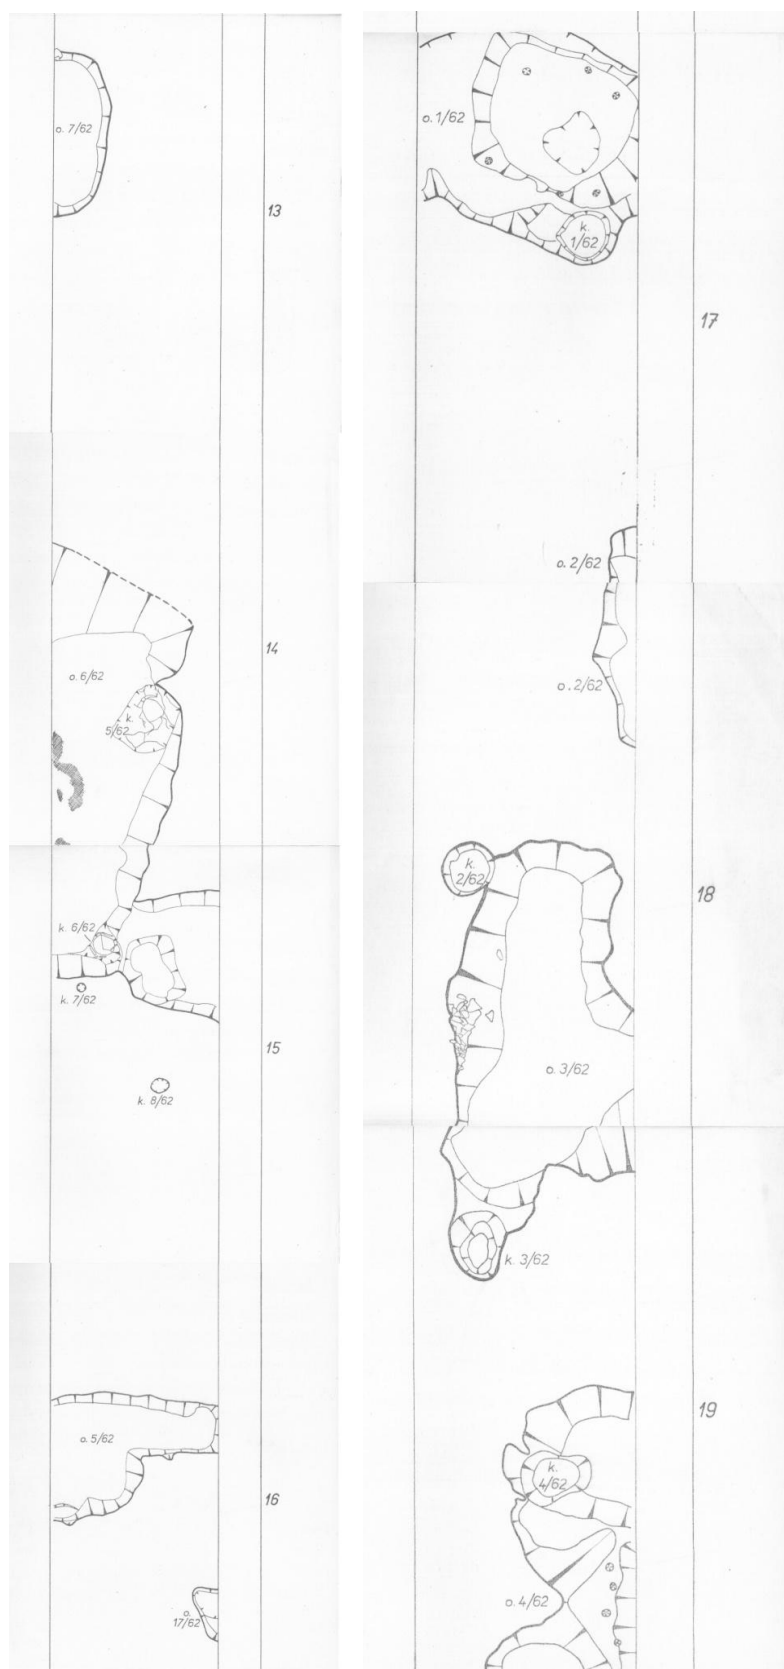 o. 7/62
13
14
o. 6/62
k.
5/62
k. 6/62
k. 7/62
15
k. 8/62
o. 5/62
16
o.
17/62
o. 1/62
k.
1/62
17
o. 2/62
o. 2/62
k.
2/62
18
o. 3/62
k. 3/62
19
k.
4/62
o. 4/62